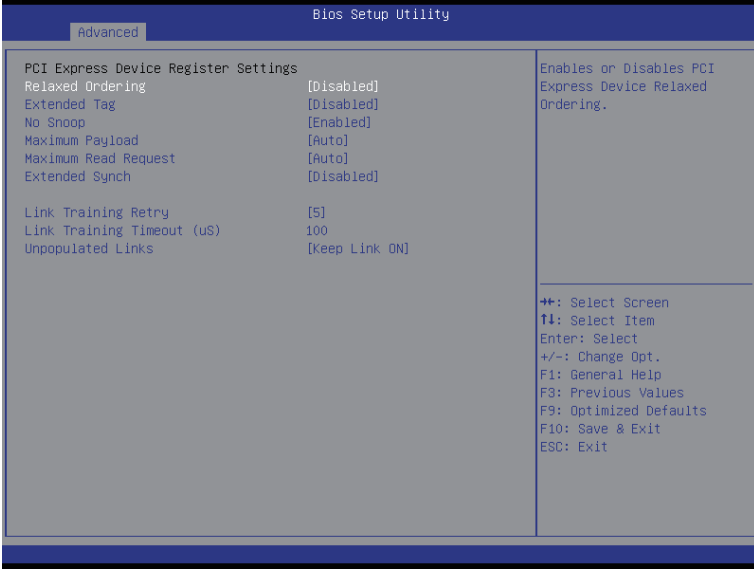 Bios Setup Utility
Advanced
PCI Express Device Register Settings
Relaxed Ordering [Disabled]
Extended Tag [Disabled]
No Snoop [Enabled]
Maximum Payload [Auto]
Maximum Read Request [Auto]
Extended Synch [Disabled]
Link Training Retry [5]
Link Training Timeout (uS) 100
Unpopulated Links [Keep Link ON]
Enables or Disables PCI
Express Device Relaxed
Ordering.
→←: Select Screen
↑↓: Select Item
Enter: Select
+/-: Change Opt.
F1: General Help
F3: Previous Values
F9: Optimized Defaults
F10: Save & Exit
ESC: Exit